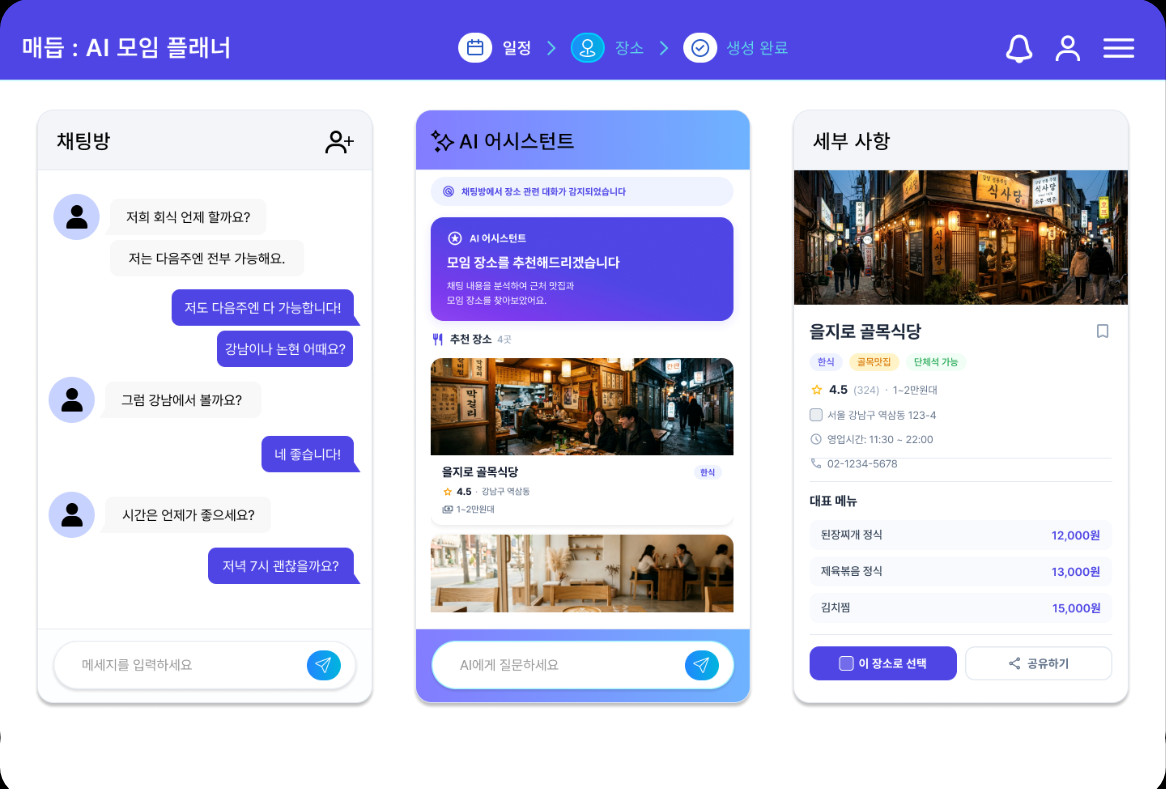 매듭 : AI 모임 플래너
일정
장소
생성 완료
채팅방
저희 회식 언제 할까요?
저는 다음주엔 전부 가능해요.
저도 다음주엔 다 가능합니다!
강남이나 논현 어때요?
그럼 강남에서 볼까요?
네 좋습니다!
시간은 언제가 좋으세요?
저녁 7시 괜찮을까요?
메세지를 입력하세요
AI 어시스턴트
채팅방에서 장소 관련 대화가 감지되었습니다
AI 어시스턴트
모임 장소를 추천해드리겠습니다
채팅 내용을 분석하여 근처 맛집과
모임 장소를 찾아보았어요.
추천 장소 4곳
막걸리
을지로 골목식당
한식
4.5 · 강남구 역삼동
1~2만원대
AI에게 질문하세요
세부 사항
식사당
식사당
을지로 골목식당
한식
골목맛집
단체석 가능
4.5 (324) · 1~2만원대
서울 강남구 역삼동 123-4
영업시간: 11:30 ~ 22:00
02-1234-5678
대표 메뉴
된장찌개 정식
12,000원
제육볶음 정식
13,000원
김치찜
15,000원
이 장소로 선택
공유하기